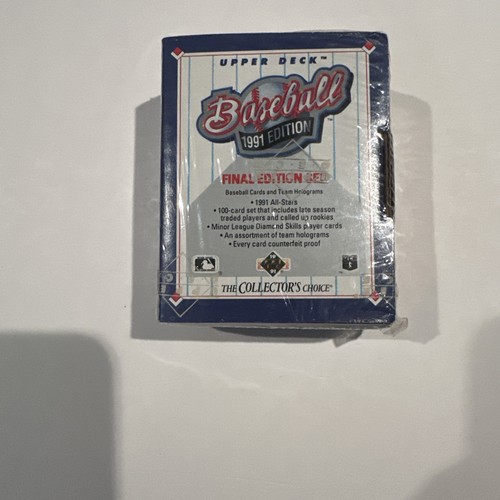 UPPER DECK™
Baseball™
1991 EDITION
FINAL EDITION SET
Baseball Cards and Team Holograms
• 1991 All-Stars
• 100-card set that includes late season
traded players and called up rookies
• Minor League Diamond Skills player cards
• An assortment of team holograms
• Every card counterfeit proof
THE COLLECTOR'S CHOICE™